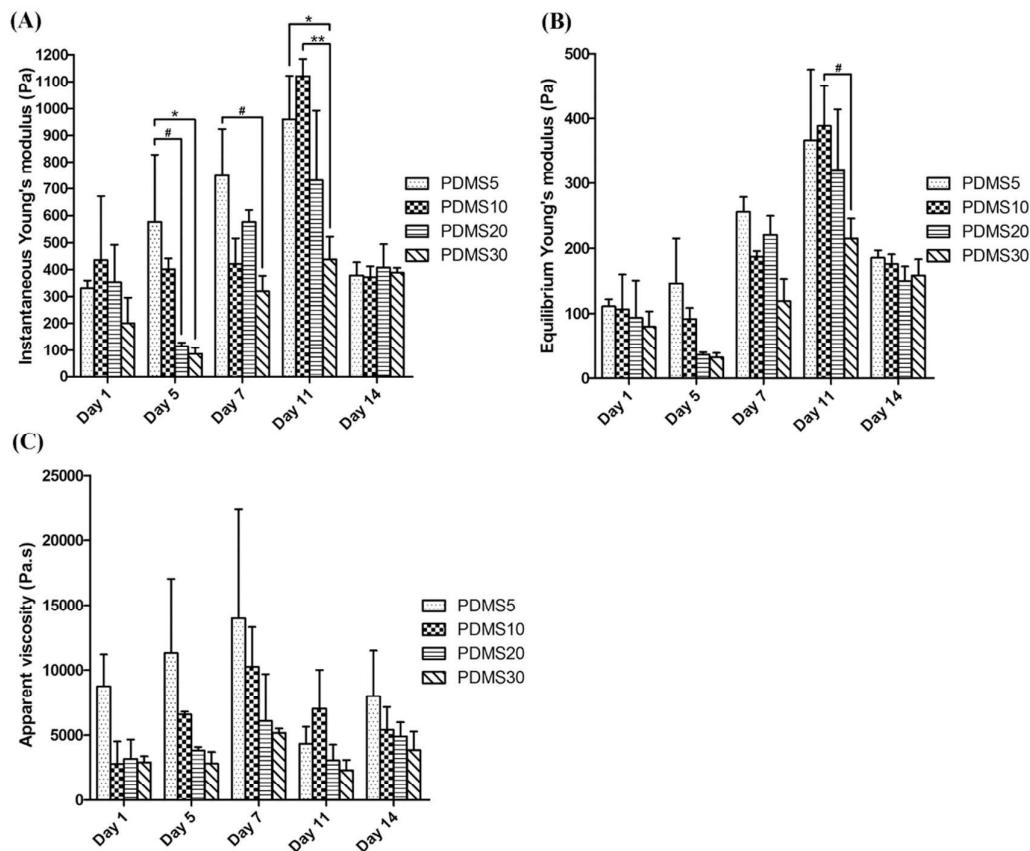 (A)
Instantaneous Young's modulus (Pa)
1200
1100
1000
900
800
700
600
500
400
300
200
100
0
*
#
#
*
**
Day 1
Day 5
Day 7
Day 11
Day 14
PDMS5
PDMS10
PDMS20
PDMS30
(B)
Equilibrium Young's modulus (Pa)
500
400
300
200
100
0
#
Day 1
Day 5
Day 7
Day 11
Day 14
PDMS5
PDMS10
PDMS20
PDMS30
(C)
Apparent viscosity (Pa.s)
25000
20000
15000
10000
5000
0
Day 1
Day 5
Day 7
Day 11
Day 14
PDMS5
PDMS10
PDMS20
PDMS30